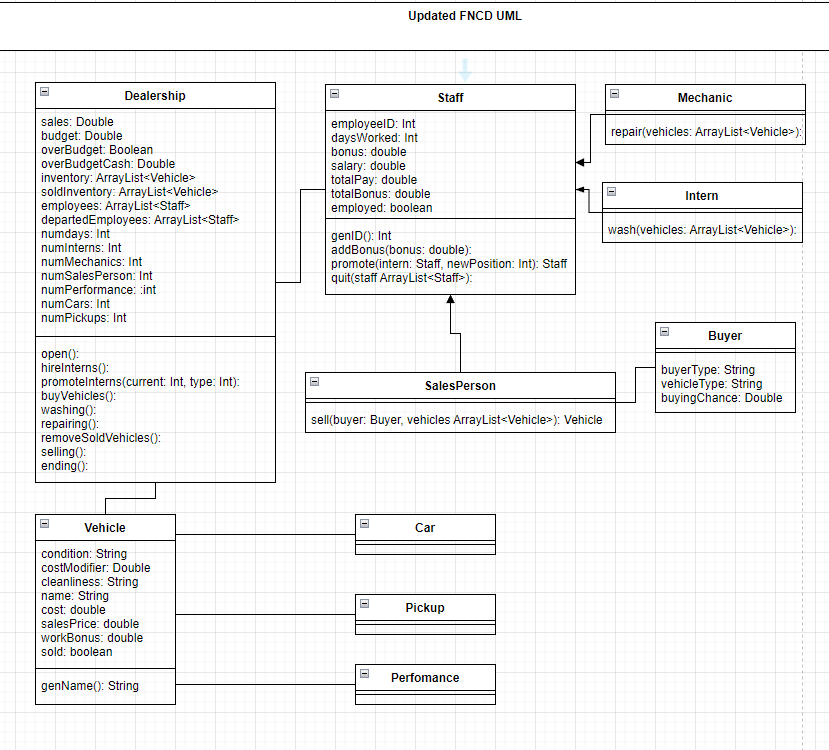 Updated FNCD UML
Dealership
sales: Double
budget: Double
overBudget: Boolean
overBudgetCash: Double
inventory: ArrayList<Vehicle>
soldInventory: ArrayList<Vehicle>
employees: ArrayList<Staff>
departedEmployees: ArrayList<Staff>
numdays: Int
numInterns: Int
numMechanics: Int
numSalesPerson: Int
numPerformance: :int
numCars: Int
numPickups: Int
open():
hireInterns():
promoteInterns(current: Int, type: Int):
buyVehicles():
washing():
repairing():
removeSoldVehicles():
selling():
ending():
Staff
employeeID: Int
daysWorked: Int
bonus: double
salary: double
totalPay: double
totalBonus: double
employed: boolean
genID(): Int
addBonus(bonus: double):
promote(intern: Staff, newPosition: Int): Staff
quit(staff ArrayList<Staff>):
Mechanic
repair(vehicles: ArrayList<Vehicle>):
Intern
wash(vehicles: ArrayList<Vehicle>):
Buyer
buyerType: String
vehicleType: String
buyingChance: Double
SalesPerson
sell(buyer: Buyer, vehicles ArrayList<Vehicle>): Vehicle
Vehicle
condition: String
costModifier: Double
cleanliness: String
name: String
cost: double
salesPrice: double
workBonus: double
sold: boolean
genName(): String
Car
Pickup
Perfomance